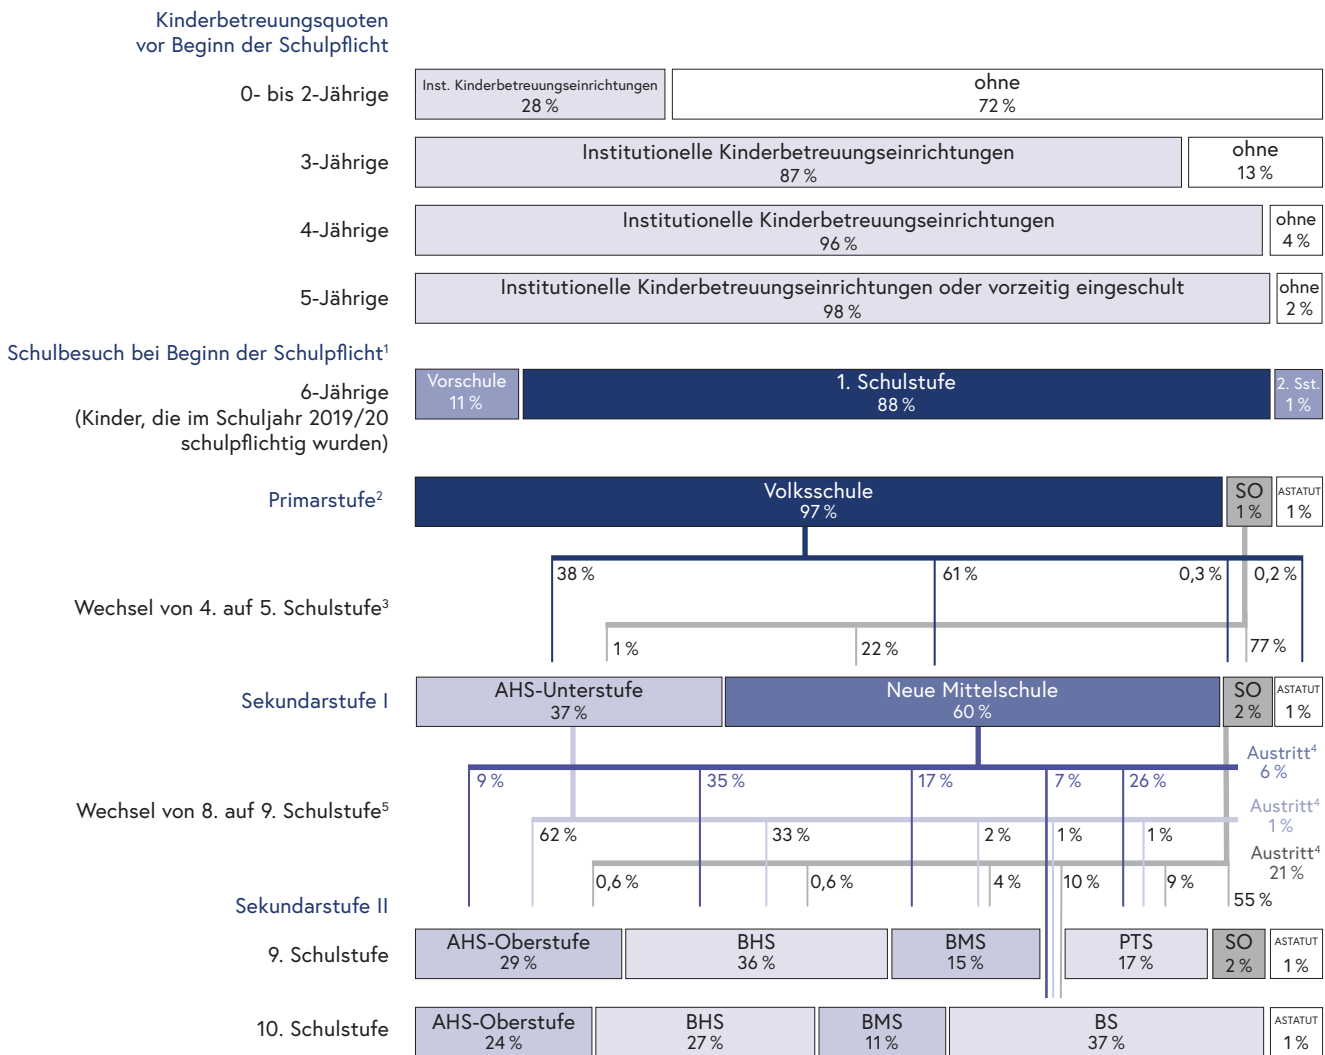 Kinderbetreuungsquoten
vor Beginn der Schulpflicht
0- bis 2-Jährige
Inst. Kinderbetreuungseinrichtungen
28 %
ohne
72 %
3-Jährige
Institutionelle Kinderbetreuungseinrichtungen
87 %
ohne
13 %
4-Jährige
Institutionelle Kinderbetreuungseinrichtungen
96 %
ohne
4 %
5-Jährige
Institutionelle Kinderbetreuungseinrichtungen oder vorzeitig eingeschult
98 %
ohne
2 %
Schulbesuch bei Beginn der Schulpflicht¹
6-Jährige
(Kinder, die im Schuljahr 2019/20
schulpflichtig wurden)
Vorschule
11 %
1. Schulstufe
88 %
2. Sst.
1 %
Primarstufe²
Volksschule
97 %
SO
1 %
ASTATUT
1 %
Wechsel von 4. auf 5. Schulstufe³
38 %
61 %
0,3 %
0,2 %
1 %
22 %
77 %
Sekundarstufe I
AHS-Unterstufe
37 %
Neue Mittelschule
60 %
SO
2 %
ASTATUT
1 %
Wechsel von 8. auf 9. Schulstufe⁵
9 %
35 %
17 %
7 %
26 %
Austritt⁴
6 %
62 %
33 %
2 %
1 %
1 %
Austritt⁴
1 %
0,6 %
0,6 %
4 %
10 %
9 %
Austritt⁴
21 %
55 %
Sekundarstufe II
9. Schulstufe
AHS-Oberstufe
29 %
BHS
36 %
BMS
15 %
PTS
17 %
SO
2 %
ASTATUT
1 %
10. Schulstufe
AHS-Oberstufe
24 %
BHS
27 %
BMS
11 %
BS
37 %
ASTATUT
1 %